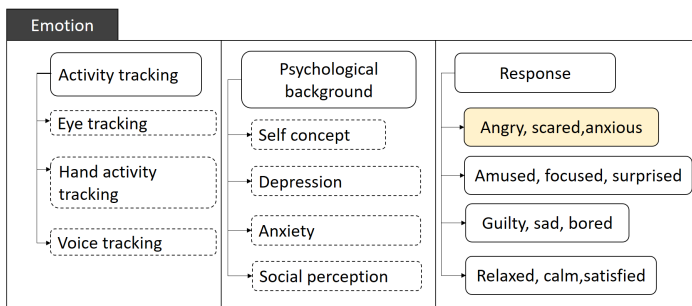 Emotion
Activity tracking
Eye tracking
Hand activity
tracking
Voice tracking
Psychological
background
Self concept
Depression
Anxiety
Social perception
Response
Angry, scared,anxious
Amused, focused, surprised
Guilty, sad, bored
Relaxed, calm,satisfied